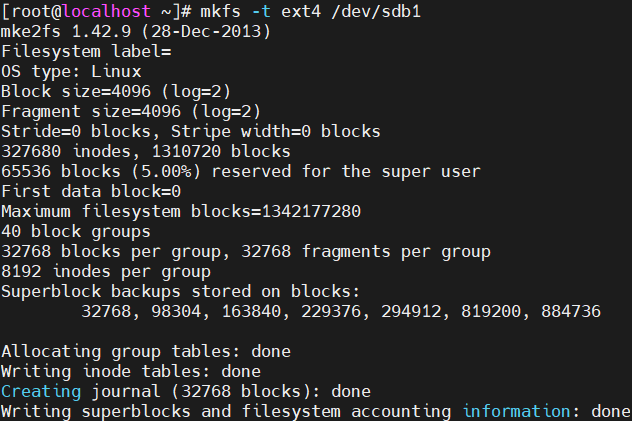 [root@localhost ~]# mkfs -t ext4 /dev/sdb1
mke2fs 1.42.9 (28-Dec-2013)
Filesystem label=
OS type: Linux
Block size=4096 (log=2)
Fragment size=4096 (log=2)
Stride=0 blocks, Stripe width=0 blocks
327680 inodes, 1310720 blocks
65536 blocks (5.00%) reserved for the super user
First data block=0
Maximum filesystem blocks=1342177280
40 block groups
32768 blocks per group, 32768 fragments per group
8192 inodes per group
Superblock backups stored on blocks:
        32768, 98304, 163840, 229376, 294912, 819200, 884736

Allocating group tables: done
Writing inode tables: done
Creating journal (32768 blocks): done
Writing superblocks and filesystem accounting information: done